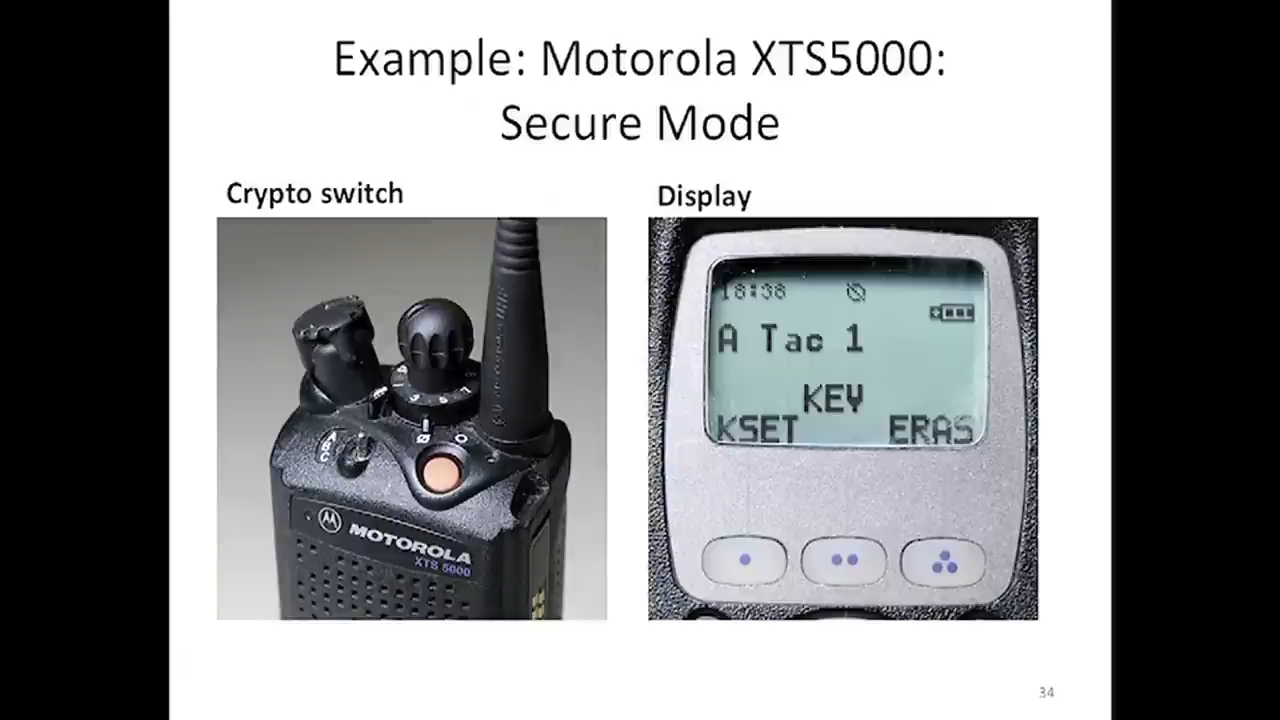 Example: Motorola XTS5000:
Secure Mode
Crypto switch
Display
ABC
MOTOROLA
XTS 5000
18:38
A Tac 1
KEY
KSET ERAS
34